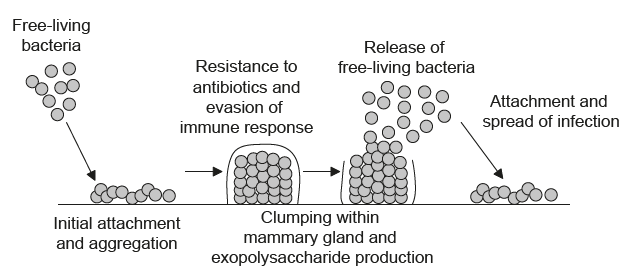 Free-living
bacteria
Resistance to
antibiotics and
evasion of
immune response
Release of
free-living bacteria
Attachment and
spread of infection
Initial attachment
and aggregation
Clumping within
mammary gland and
exopolysaccharide production